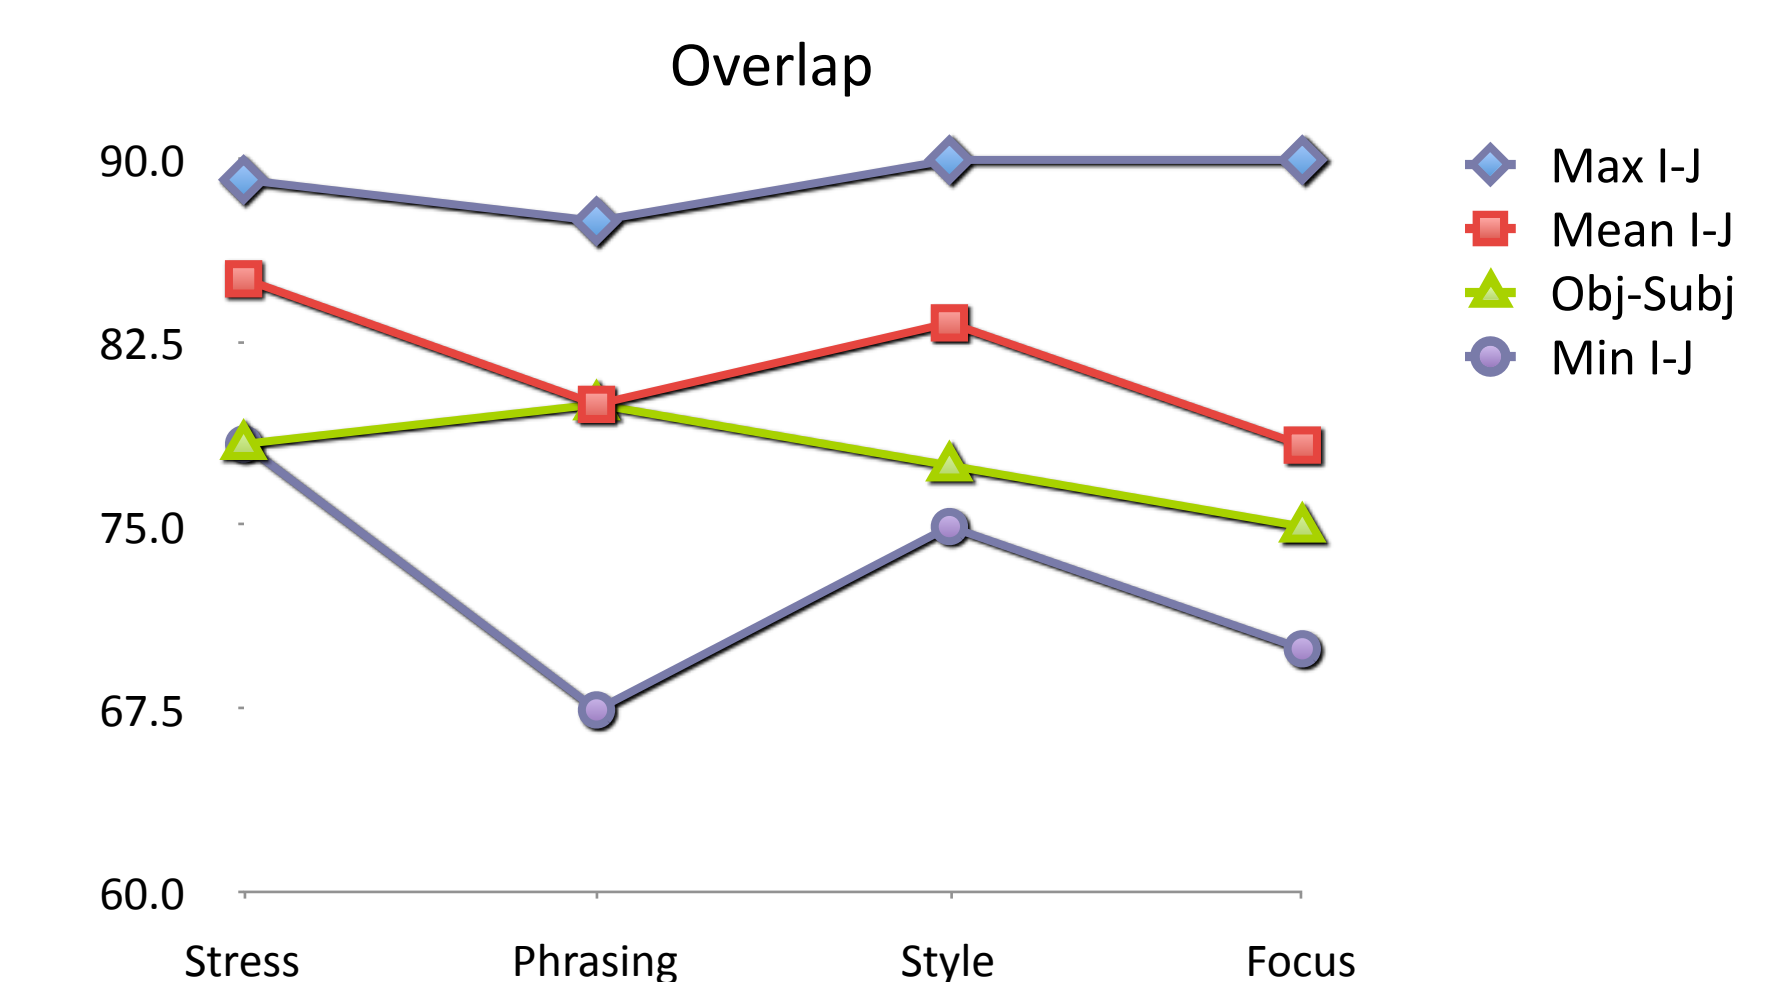 Overlap
90.0
82.5
75.0
67.5
60.0
Stress Phrasing Style Focus
Max I-J
Mean I-J
Obj-Subj
Min I-J